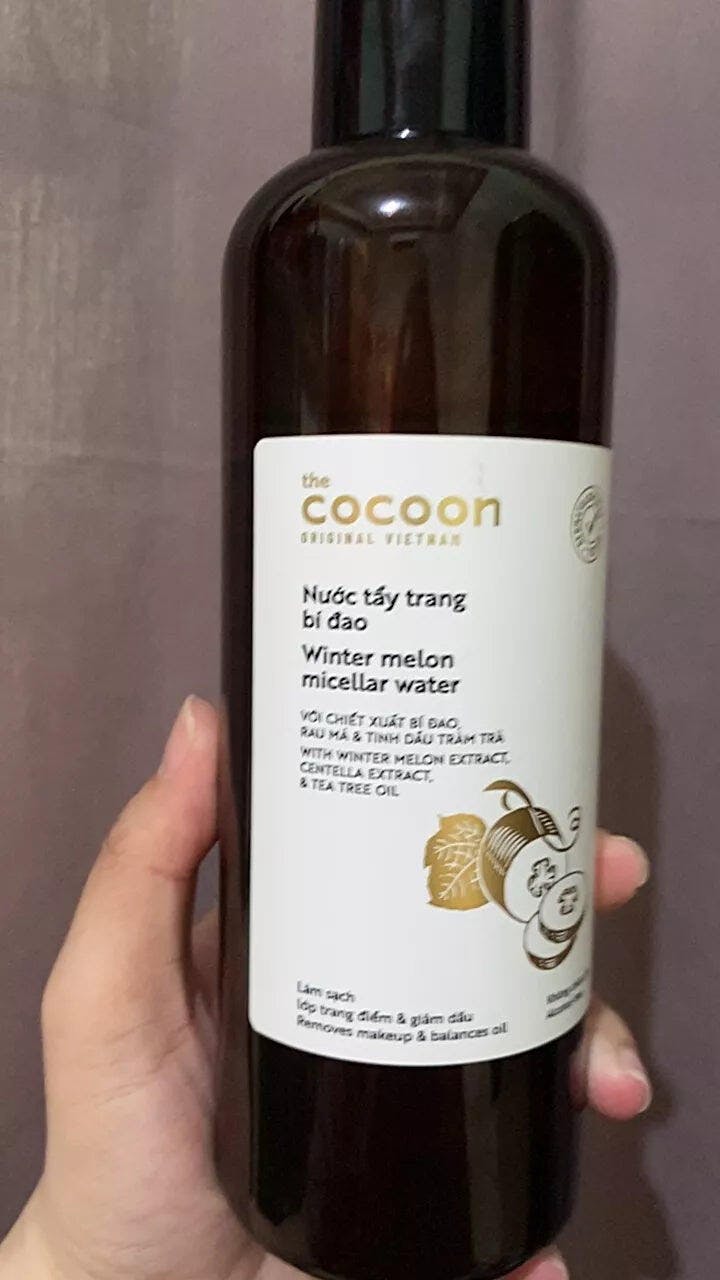 the
cocoon
ORIGINAL VIETNAM
Nước tẩy trang
bí đao
Winter melon
micellar water
VỚI CHIẾT XUẤT BÍ ĐAO,
RAU MÁ & TINH DẦU TRÀM TRÀ
WITH WINTER MELON EXTRACT,
CENTELLA EXTRACT,
& TEA TREE OIL
Làm sạch
lớp trang điểm & giảm dầu
Removes makeup & balances oil
Không